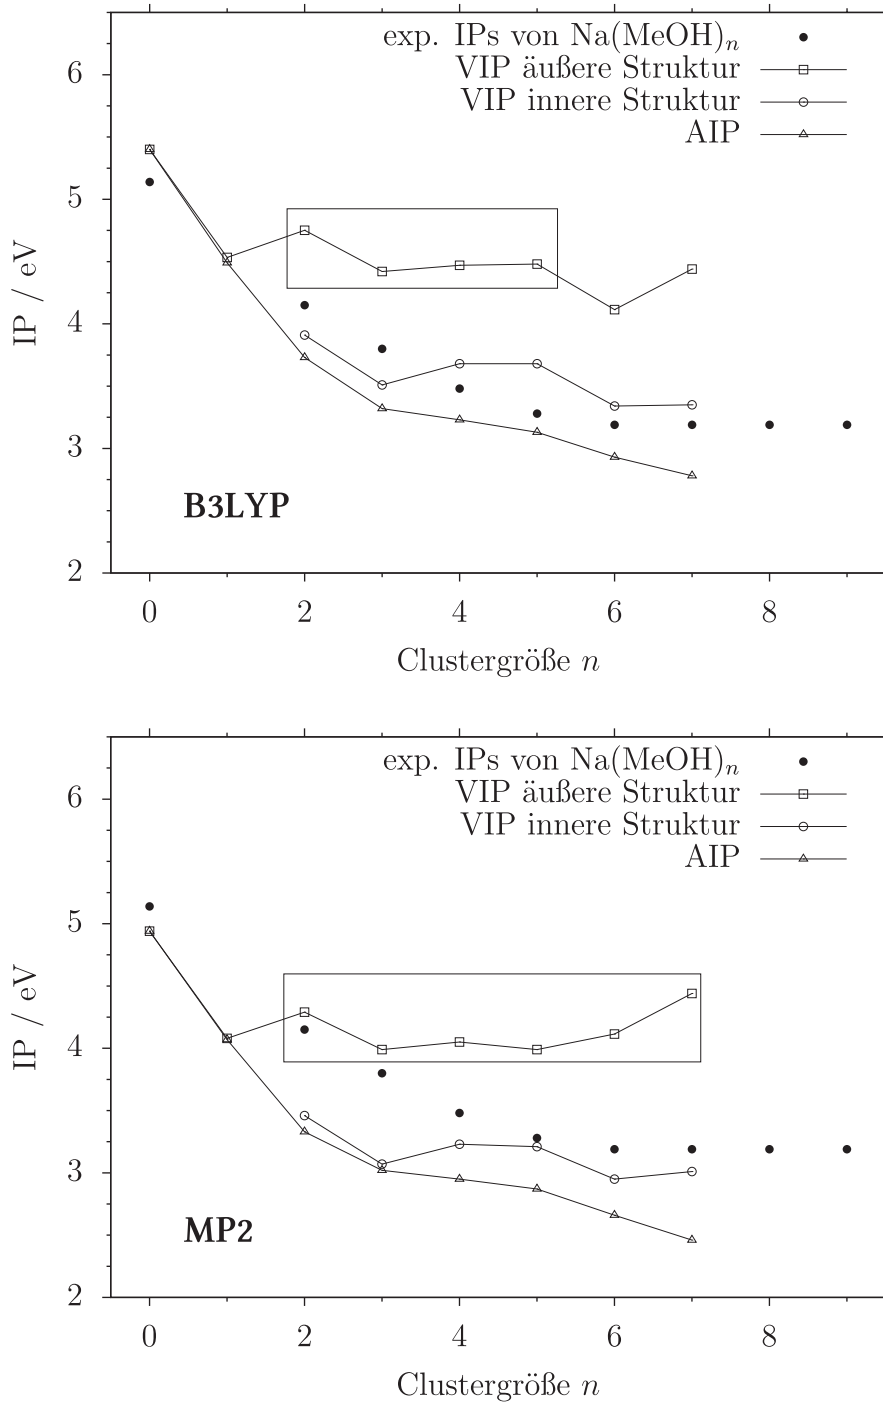 exp. IPs von Na(MeOH)n
VIP äußere Struktur
VIP innere Struktur
AIP
6
5
4
3
2
IP / eV
B3LYP
0 2 4 6 8
Clustergröße n
exp. IPs von Na(MeOH)n
VIP äußere Struktur
VIP innere Struktur
AIP
6
5
4
3
2
IP / eV
MP2
0 2 4 6 8
Clustergröße n